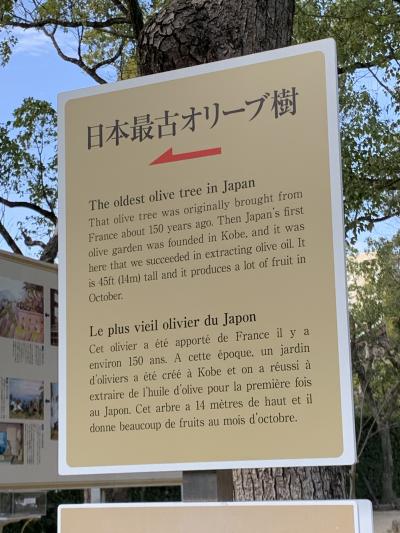 日本最古オリーブ樹
The oldest olive tree in Japan
That olive tree was originally brought from
France about 150 years ago. Then Japan's first
olive garden was founded in Kobe, and it was
here that we succeeded in extracting olive oil. It
is 45ft (14m) tall and it produces a lot of fruit in
October.
Le plus vieil olivier du Japon
Cet olivier a été apporté de France il y a
environ 150 ans. A cette époque, un jardin
d'oliviers a été créé à Kobe et on a réussi à
extraire de l'huile d'olive pour la première fois
au Japon. Cet arbre a 14 mètres de haut et il
donne beaucoup de fruits au mois d'octobre.